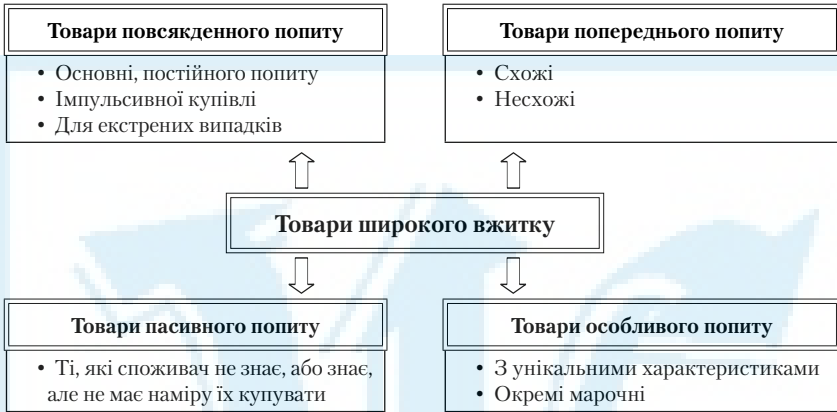 Товари повсякденного попиту
• Основні, постійного попиту
• Імпульсивної купівлі
• Для екстрених випадків
Товари попереднього попиту
• Схожі
• Несхожі
Товари широкого вжитку
Товари пасивного попиту
• Ті, які споживач не знає, або знає,
але не має наміру їх купувати
Товари особливого попиту
• З унікальними характеристиками
• Окремі марочні